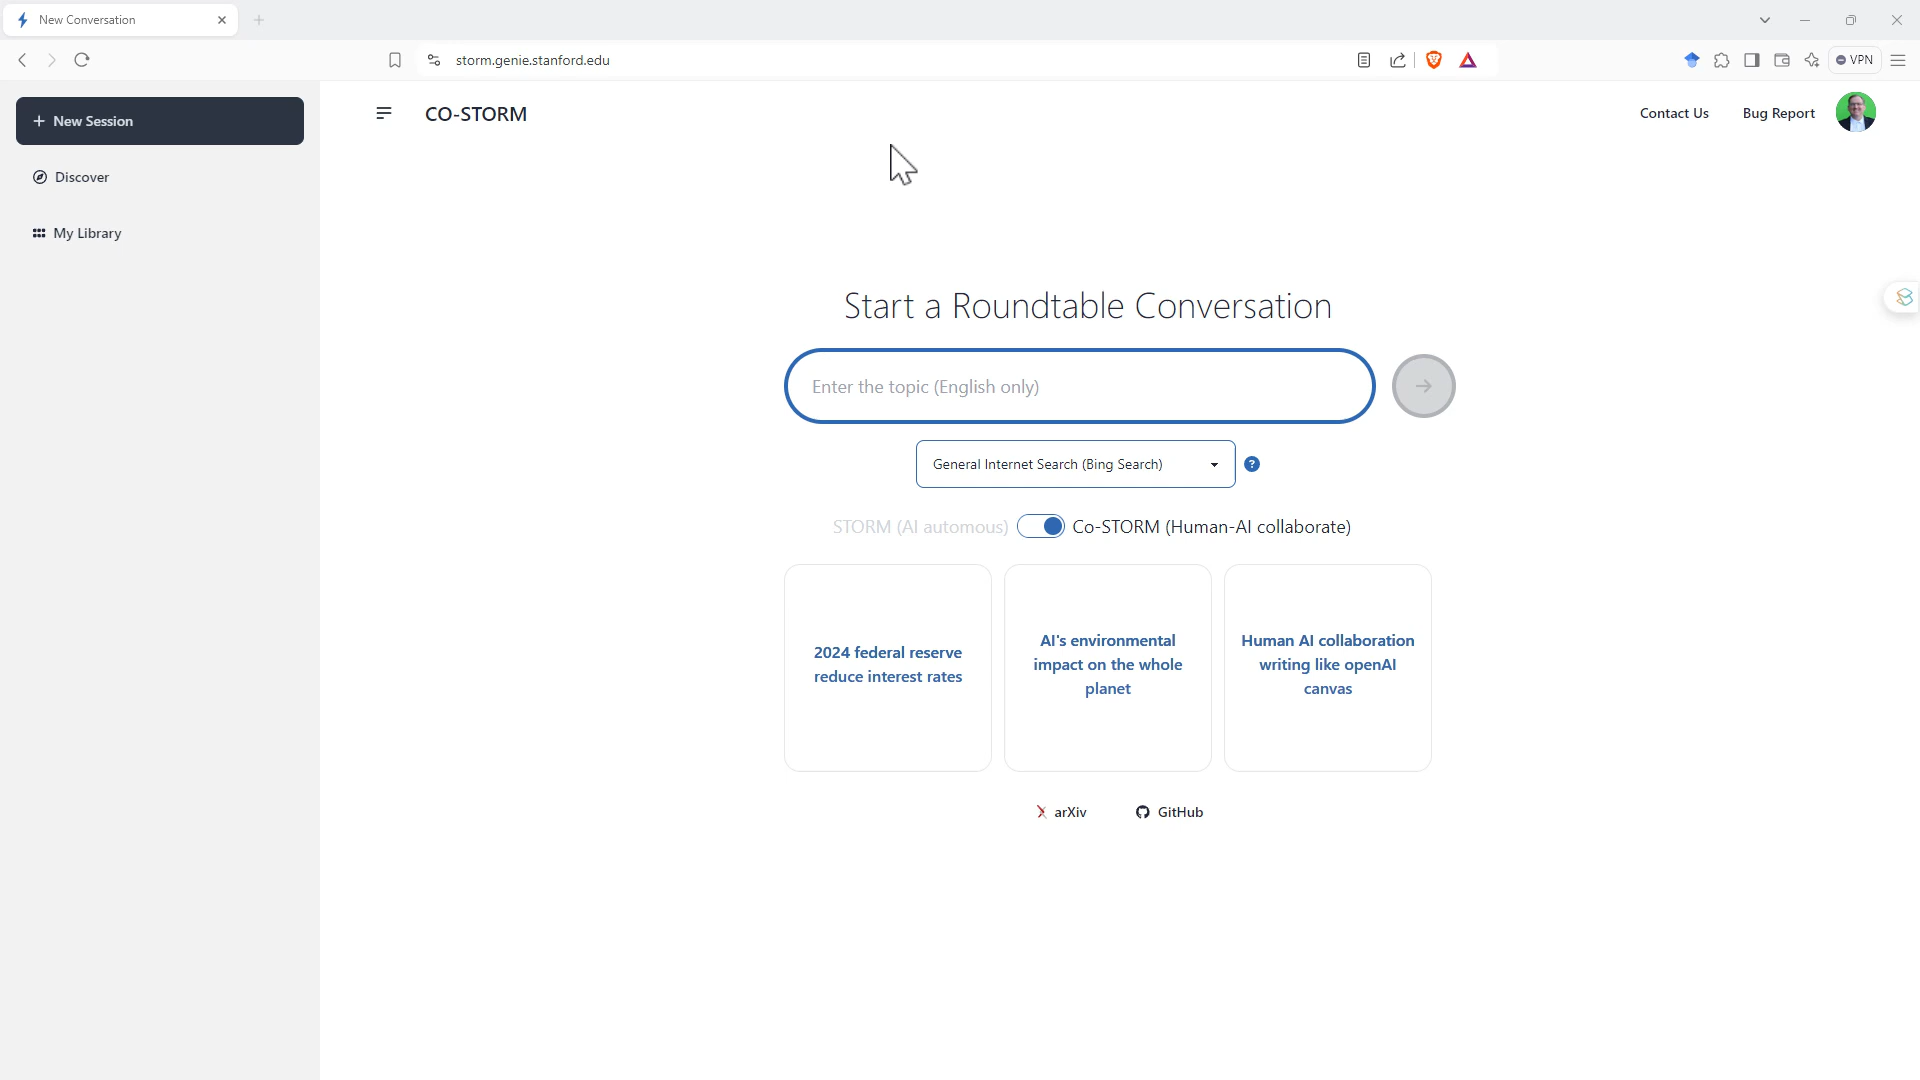 New Conversation
storm.genie.stanford.edu
VPN
New Session
CO-STORM
Contact Us
Bug Report
Discover
My Library
Start a Roundtable Conversation
Enter the topic (English only)
General Internet Search (Bing Search)
?
STORM (AI automous)
Co-STORM (Human-AI collaborate)
2024 federal reserve
reduce interest rates
AI's environmental
impact on the whole
planet
Human AI collaboration
writing like openAI
canvas
arXiv
GitHub